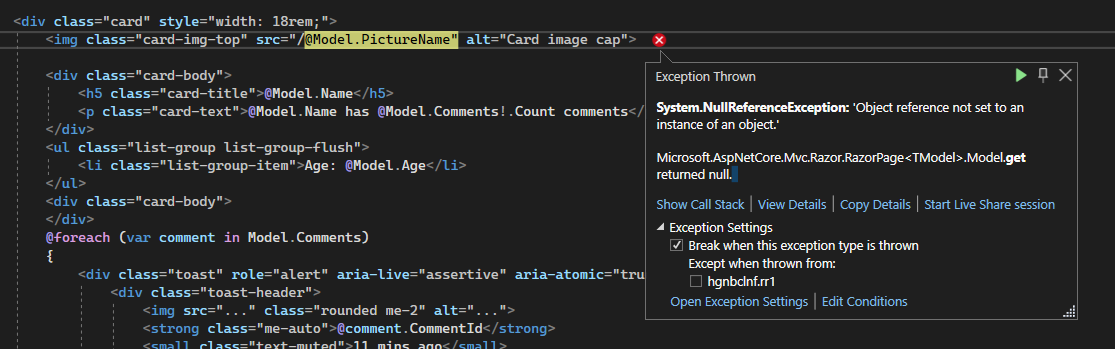 <div class="card" style="width: 18rem;">
<img class="card-img-top" src="/@Model.PictureName" alt="Card image cap">
<div class="card-body">
<h5 class="card-title">@Model.Name</h5>
<p class="card-text">@Model.Name has @Model.Comments!.Count comments</
</div>
<ul class="list-group list-group-flush">
<li class="list-group-item">Age: @Model.Age</li>
</ul>
<div class="card-body">
</div>
@foreach (var comment in Model.Comments)
{
<div class="toast" role="alert" aria-live="assertive" aria-atomic="tru
<div class="toast-header">
<img src="..." class="rounded me-2" alt="...">
<strong class="me-auto">@comment.CommentId</strong>
<small class="text-muted">11 mins ago</small>
Exception Thrown
System.NullReferenceException: 'Object reference not set to an
instance of an object.'
Microsoft.AspNetCore.Mvc.Razor.RazorPage<TModel>.Model.get
returned null.
Show Call Stack | View Details | Copy Details | Start Live Share session
Exception Settings
Break when this exception type is thrown
Except when thrown from:
hgnbclnf.rr1
Open Exception Settings | Edit Conditions